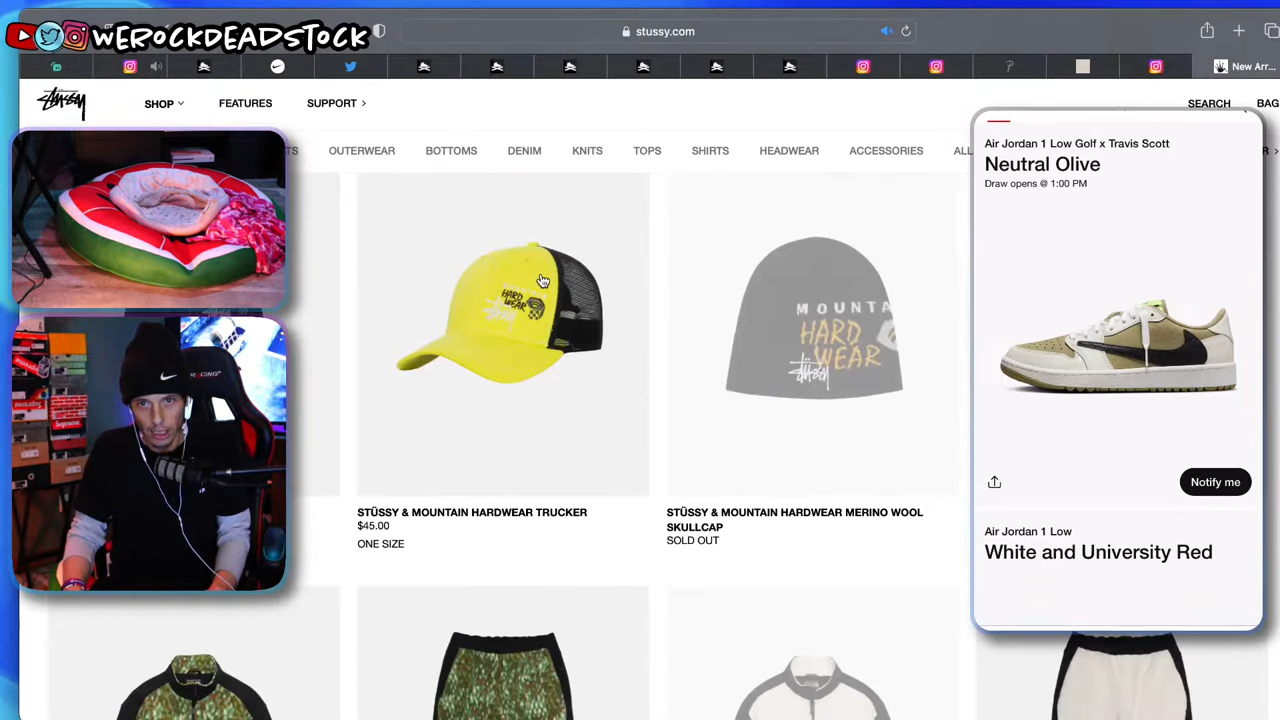 WEROCKDEADSTOCK
stussy.com
New Arr...
Stüssy
SHOP
FEATURES
SUPPORT >
SEARCH
BAG
OUTERWEAR
BOTTOMS
DENIM
KNITS
TOPS
SHIRTS
HEADWEAR
ACCESSORIES
ALL
HARD
WEAR
MOUNTA
HARD
WEAR
STÜSSY & MOUNTAIN HARDWEAR TRUCKER
$45.00
ONE SIZE
STÜSSY & MOUNTAIN HARDWEAR MERINO WOOL
SKULLCAP
SOLD OUT
Air Jordan 1 Low Golf x Travis Scott
Neutral Olive
Draw opens @ 1:00 PM
Notify me
Air Jordan 1 Low
White and University Red